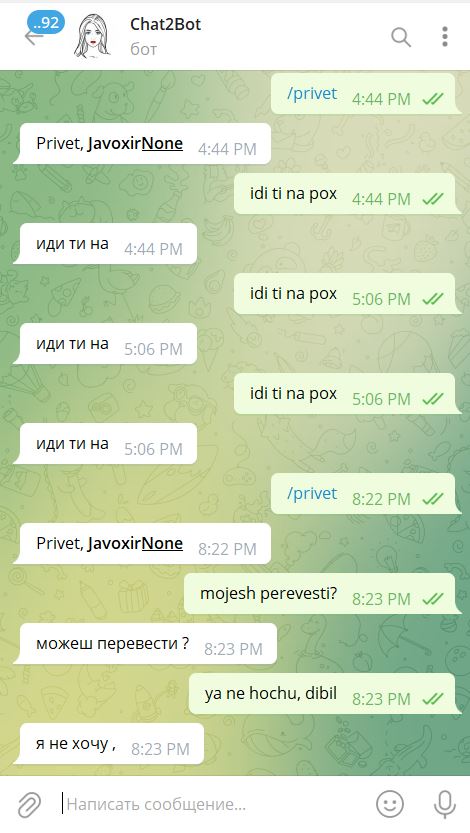 ..92
Chat2Bot
бот
/privet 4:44 PM
Privet, JavoxirNone 4:44 PM
idi ti na pox 4:44 PM
иди ти на 4:44 PM
idi ti na pox 5:06 PM
иди ти на 5:06 PM
idi ti na pox 5:06 PM
иди ти на 5:06 PM
/privet 8:22 PM
Privet, JavoxirNone 8:22 PM
mojesh perevesti? 8:23 PM
можеш перевести ? 8:23 PM
ya ne hochu, dibil 8:23 PM
я не хочу , 8:23 PM
Написать сообщение...